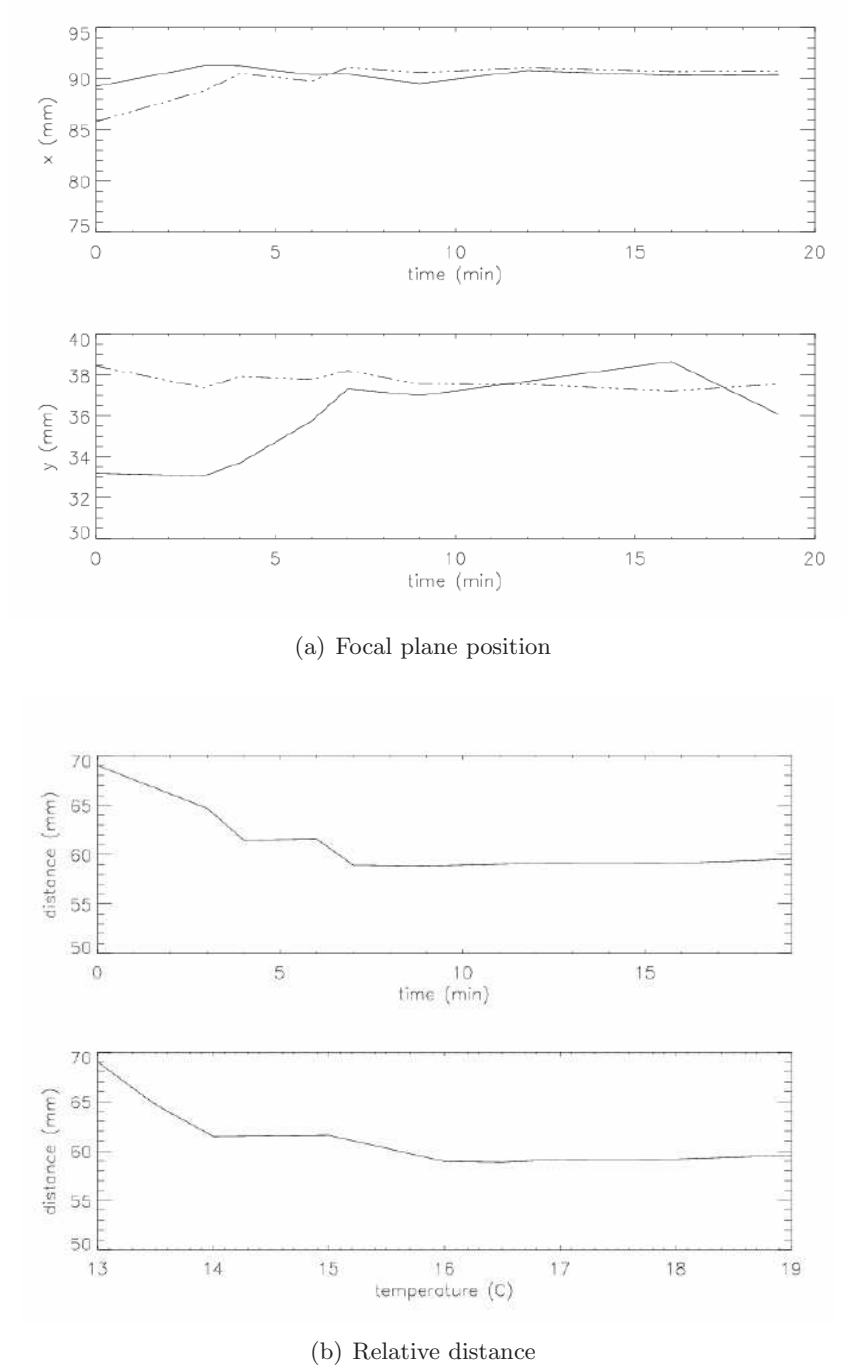 95
90
85
80
75
x (mm)
0 5 10 15 20
time (min)
40
38
36
34
32
30
y (mm)
0 5 10 15 20
time (min)
(a) Focal plane position
70
65
60
55
50
distance (mm)
0 5 10 15
time (min)
70
65
60
55
50
distance (mm)
13 14 15 16 17 18 19
temperature (C)
(b) Relative distance